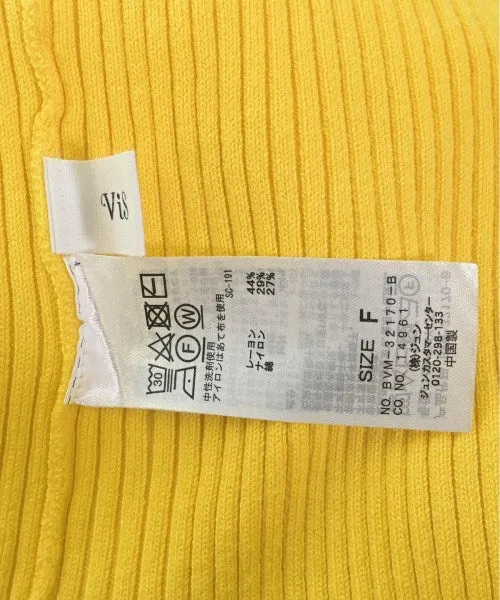 Vis
30
F
W
中性洗剤使用
アイロンはあて布を使用
SC-191
レーヨン 44%
ナイロン 29%
綿 27%
SIZE F
NO. BVM-32170-B
CO. NO. 14961
(株)ジュン
ジュンカスタマーセンター
0120-298-133
中国製